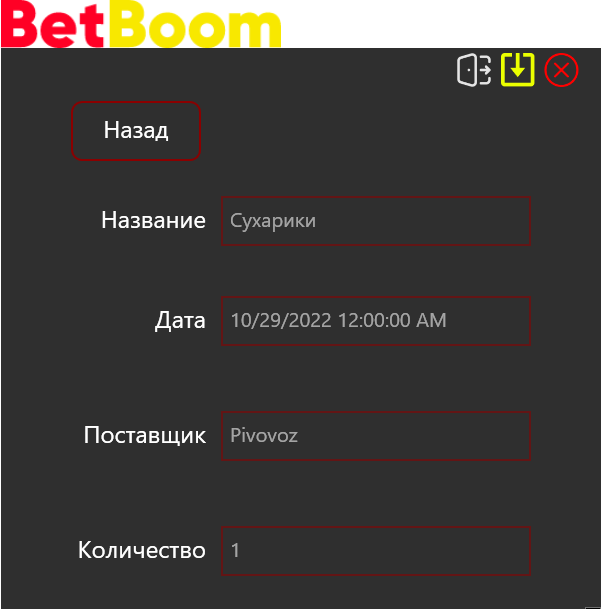 BetBoom
Назад
Название Сухарики
Дата 10/29/2022 12:00:00 AM
Поставщик Pivovoz
Количество 1